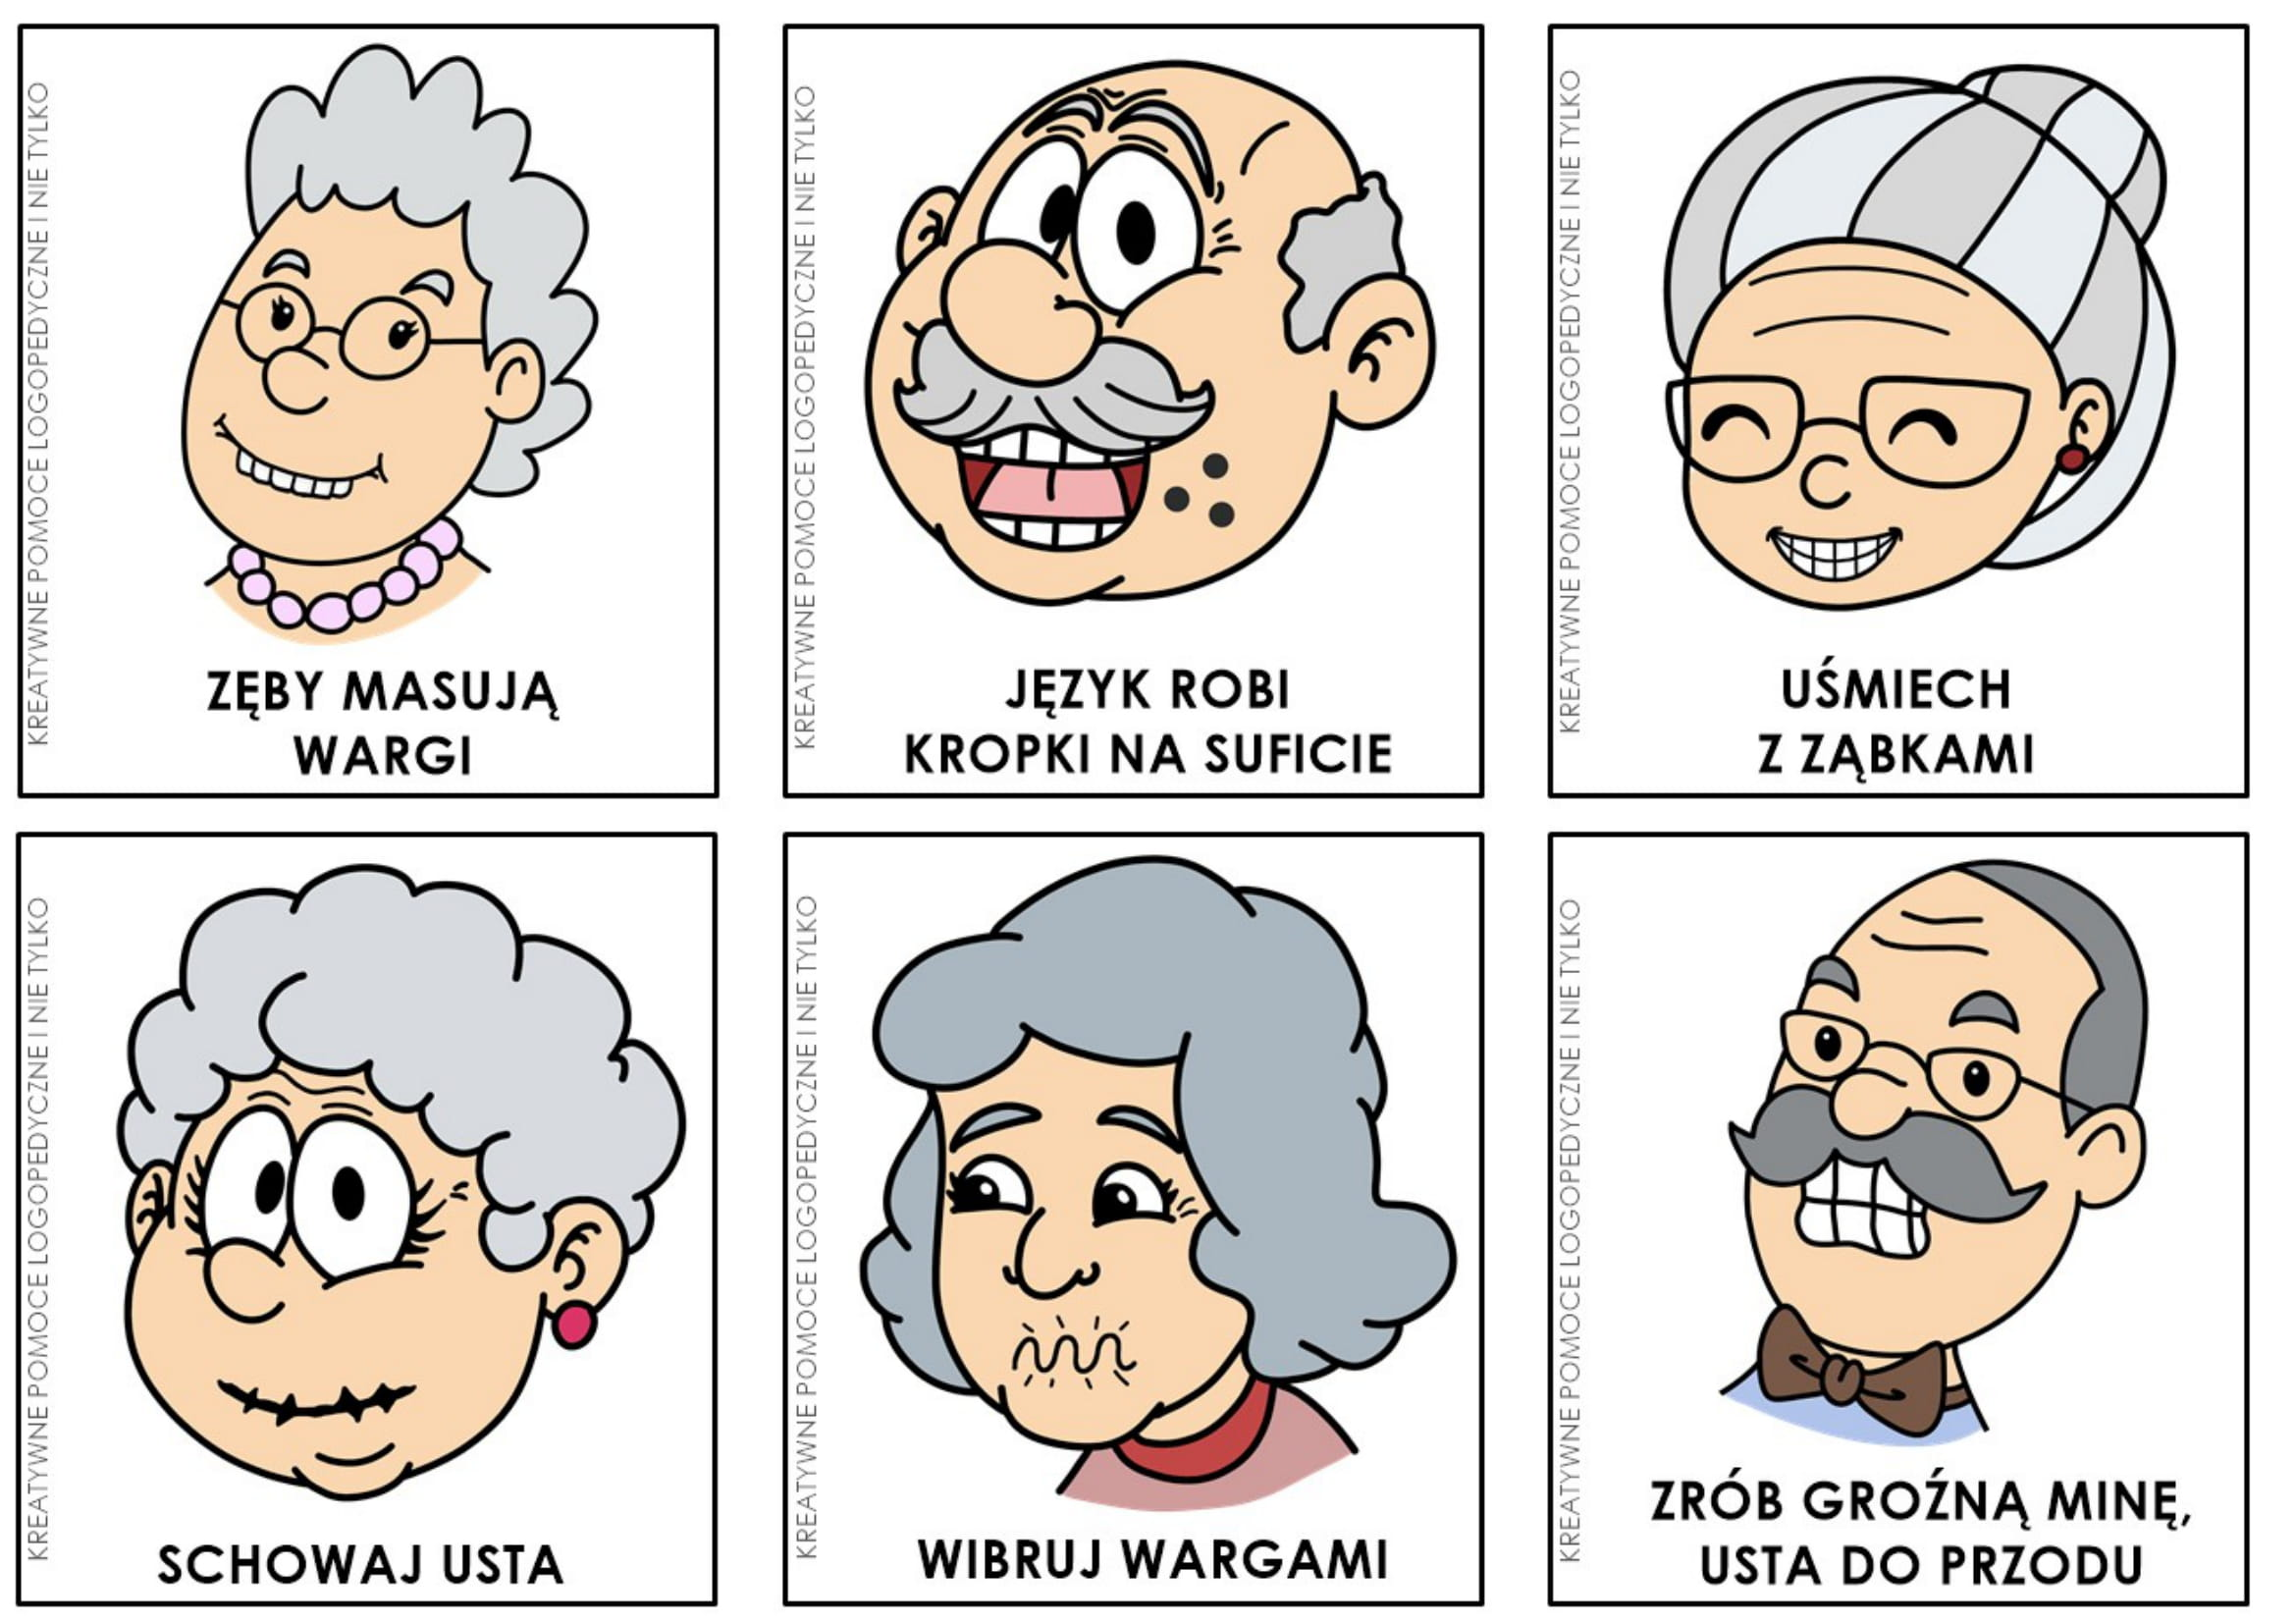 KREATYWNE POMOCE LOGOPEDYCZNE I NIE TYLKO
ZĘBY MASUJĄ
WARGI
KREATYWNE POMOCE LOGOPEDYCZNE I NIE TYLKO
JĘZYK ROBI
KROPKI NA SUFICIE
KREATYWNE POMOCE LOGOPEDYCZNE I NIE TYLKO
UŚMIECH
Z ZĄBKAMI
KREATYWNE POMOCE LOGOPEDYCZNE I NIE TYLKO
SCHOWAJ USTA
KREATYWNE POMOCE LOGOPEDYCZNE I NIE TYLKO
WIBRUJ WARGAMI
KREATYWNE POMOCE LOGOPEDYCZNE I NIE TYLKO
ZRÓB GROŹNĄ MINĘ,
USTA DO PRZODU